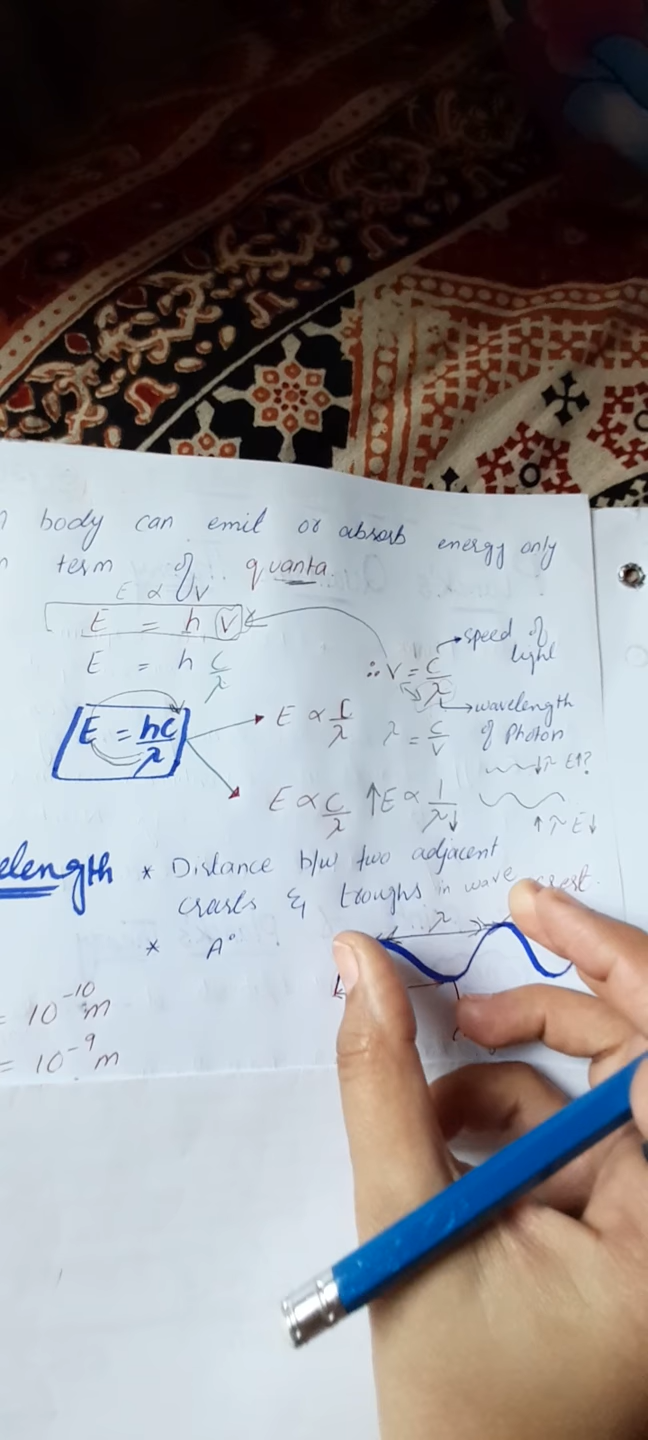 body can emit or absorb energy only
term of quanta
E ∝ v
E = h v
∴ v = c/λ → speed of light
E = h c/λ
→ wavelength of Photon
E = hc/λ
E ∝ c/λ
λ = c/v
↓λ E↑?
E ∝ c/λ ↑E ∝ 1/λ↓
↑λ E↓
elength * Distance b/w two adjacent
crests & troughs in wave crest.
* A°
λ
= 10⁻¹⁰ m
= 10⁻⁹ m